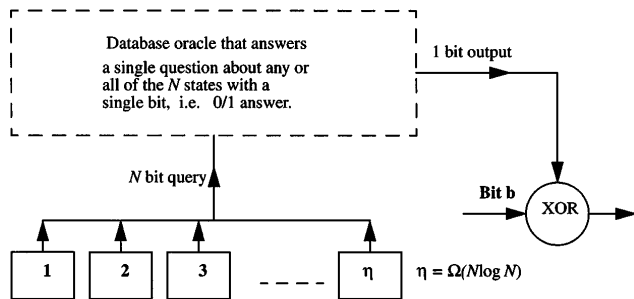 Database oracle that answers
a single question about any or
all of the N states with a
single bit, i.e. 0/1 answer.
1 bit output
N bit query
Bit b
XOR
1
2
3
η
η = Ω(Nlog N)